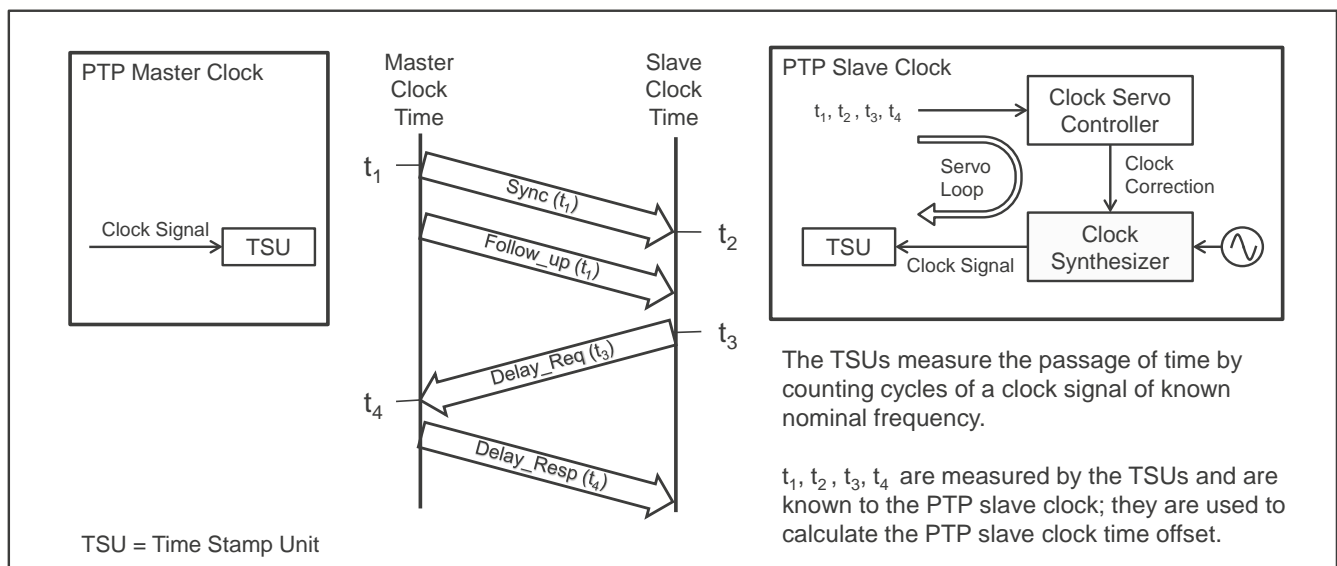 PTP Master Clock
Clock Signal
TSU
TSU = Time Stamp Unit
Master
Clock
Time
Slave
Clock
Time
t₁
Sync (t₁)
t₂
Follow_up (t₁)
t₃
Delay_Req (t₃)
t₄
Delay_Resp (t₄)
PTP Slave Clock
t₁, t₂ , t₃, t₄
Clock Servo
Controller
Servo
Loop
Clock
Correction
TSU
Clock Signal
Clock
Synthesizer
The TSUs measure the passage of time by
counting cycles of a clock signal of known
nominal frequency.
t₁, t₂ , t₃, t₄ are measured by the TSUs and are
known to the PTP slave clock; they are used to
calculate the PTP slave clock time offset.